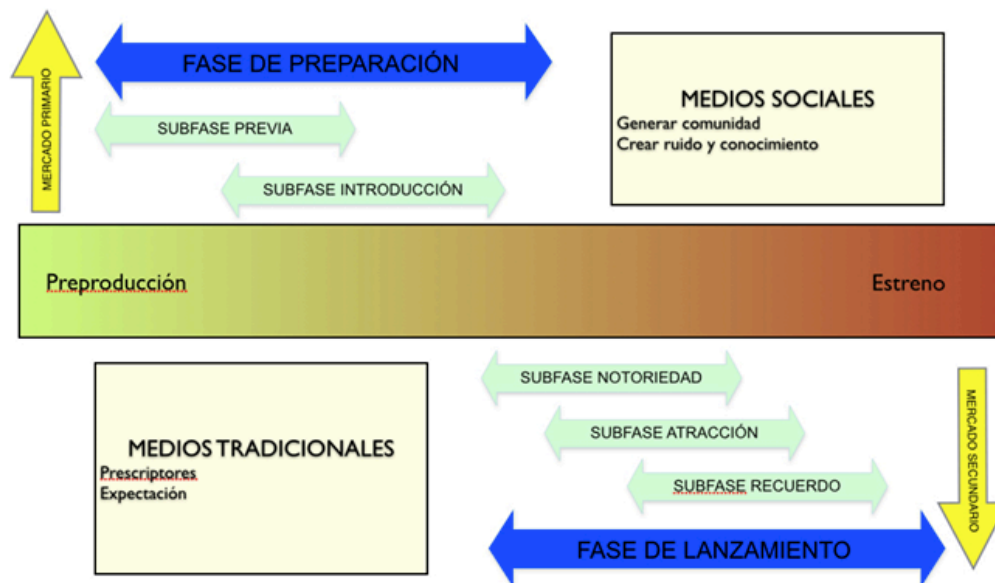 MERCADO PRIMARIO
FASE DE PREPARACIÓN
SUBFASE PREVIA
SUBFASE INTRODUCCIÓN
MEDIOS SOCIALES
Generar comunidad
Crear ruido y conocimiento
Preproducción
Estreno
MEDIOS TRADICIONALES
Prescriptores
Expectación
SUBFASE NOTORIEDAD
SUBFASE ATRACCIÓN
SUBFASE RECUERDO
FASE DE LANZAMIENTO
MERCADO SECUNDARIO